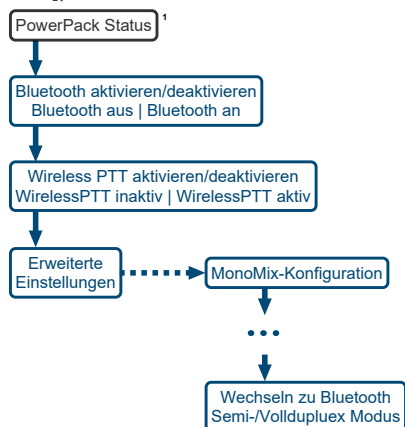 PowerPack Status ¹
Bluetooth aktivieren/deaktivieren
Bluetooth aus | Bluetooth an
Wireless PTT aktivieren/deaktivieren
WirelessPTT inaktiv | WirelessPTT aktiv
Erweiterte
Einstellungen
MonoMix-Konfiguration
...
Wechseln zu Bluetooth
Semi-/Volldupluex Modus